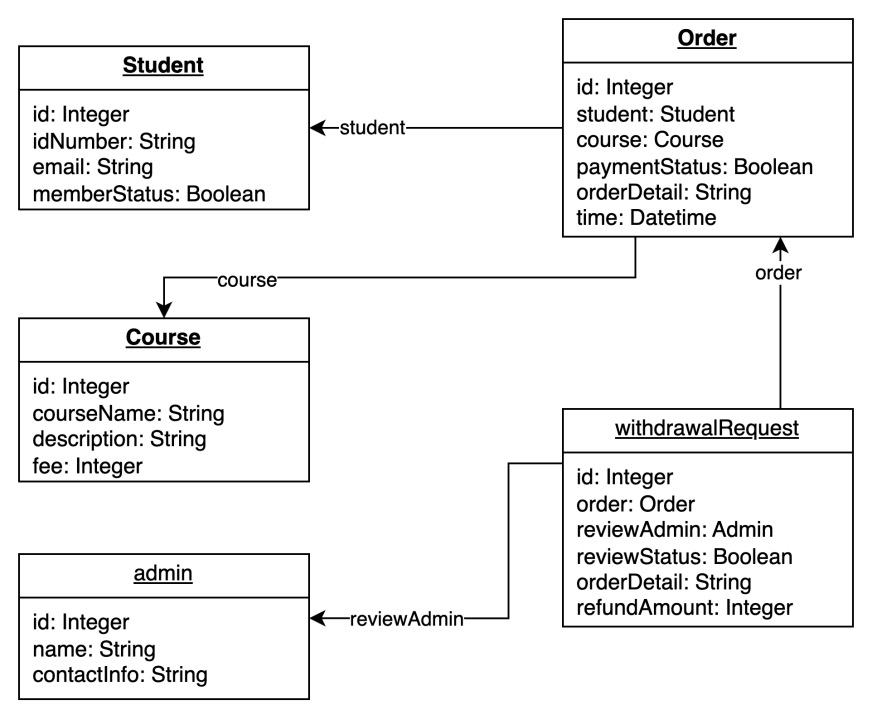 Student
id: Integer
idNumber: String
email: String
memberStatus: Boolean
student
Order
id: Integer
student: Student
course: Course
paymentStatus: Boolean
orderDetail: String
time: Datetime
course
order
Course
id: Integer
courseName: String
description: String
fee: Integer
withdrawalRequest
id: Integer
order: Order
reviewAdmin: Admin
reviewStatus: Boolean
orderDetail: String
refundAmount: Integer
admin
id: Integer
name: String
contactInfo: String
reviewAdmin